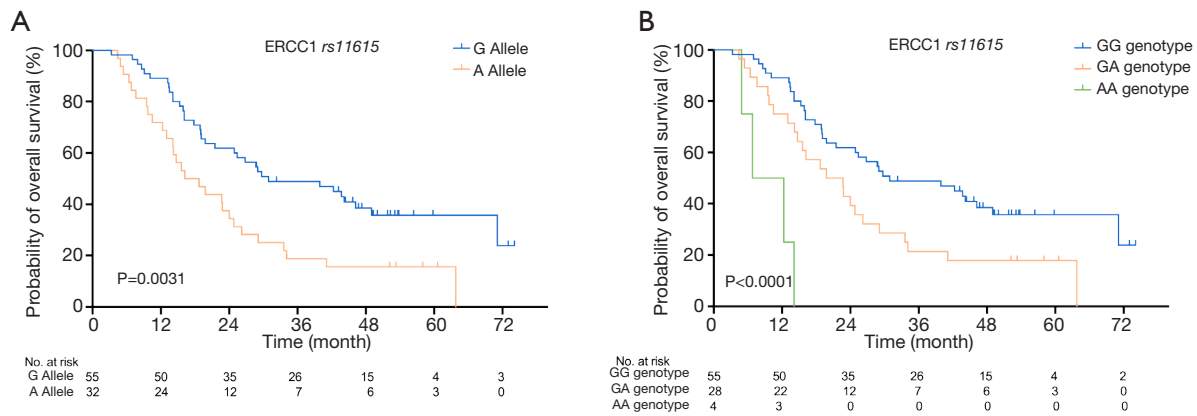 A
ERCC1 rs11615
G Allele
A Allele
Probability of overall survival (%)
100
80
60
40
20
0
P=0.0031
0 12 24 36 48 60 72
Time (month)
No. at risk
G Allele 55 50 35 26 15 4 3
A Allele 32 24 12 7 6 3 0
B
ERCC1 rs11615
GG genotype
GA genotype
AA genotype
Probability of overall survival (%)
100
80
60
40
20
0
P<0.0001
0 12 24 36 48 60 72
Time (month)
No. at risk
GG genotype 55 50 35 26 15 4 2
GA genotype 28 22 12 7 6 3 0
AA genotype 4 3 0 0 0 0 0